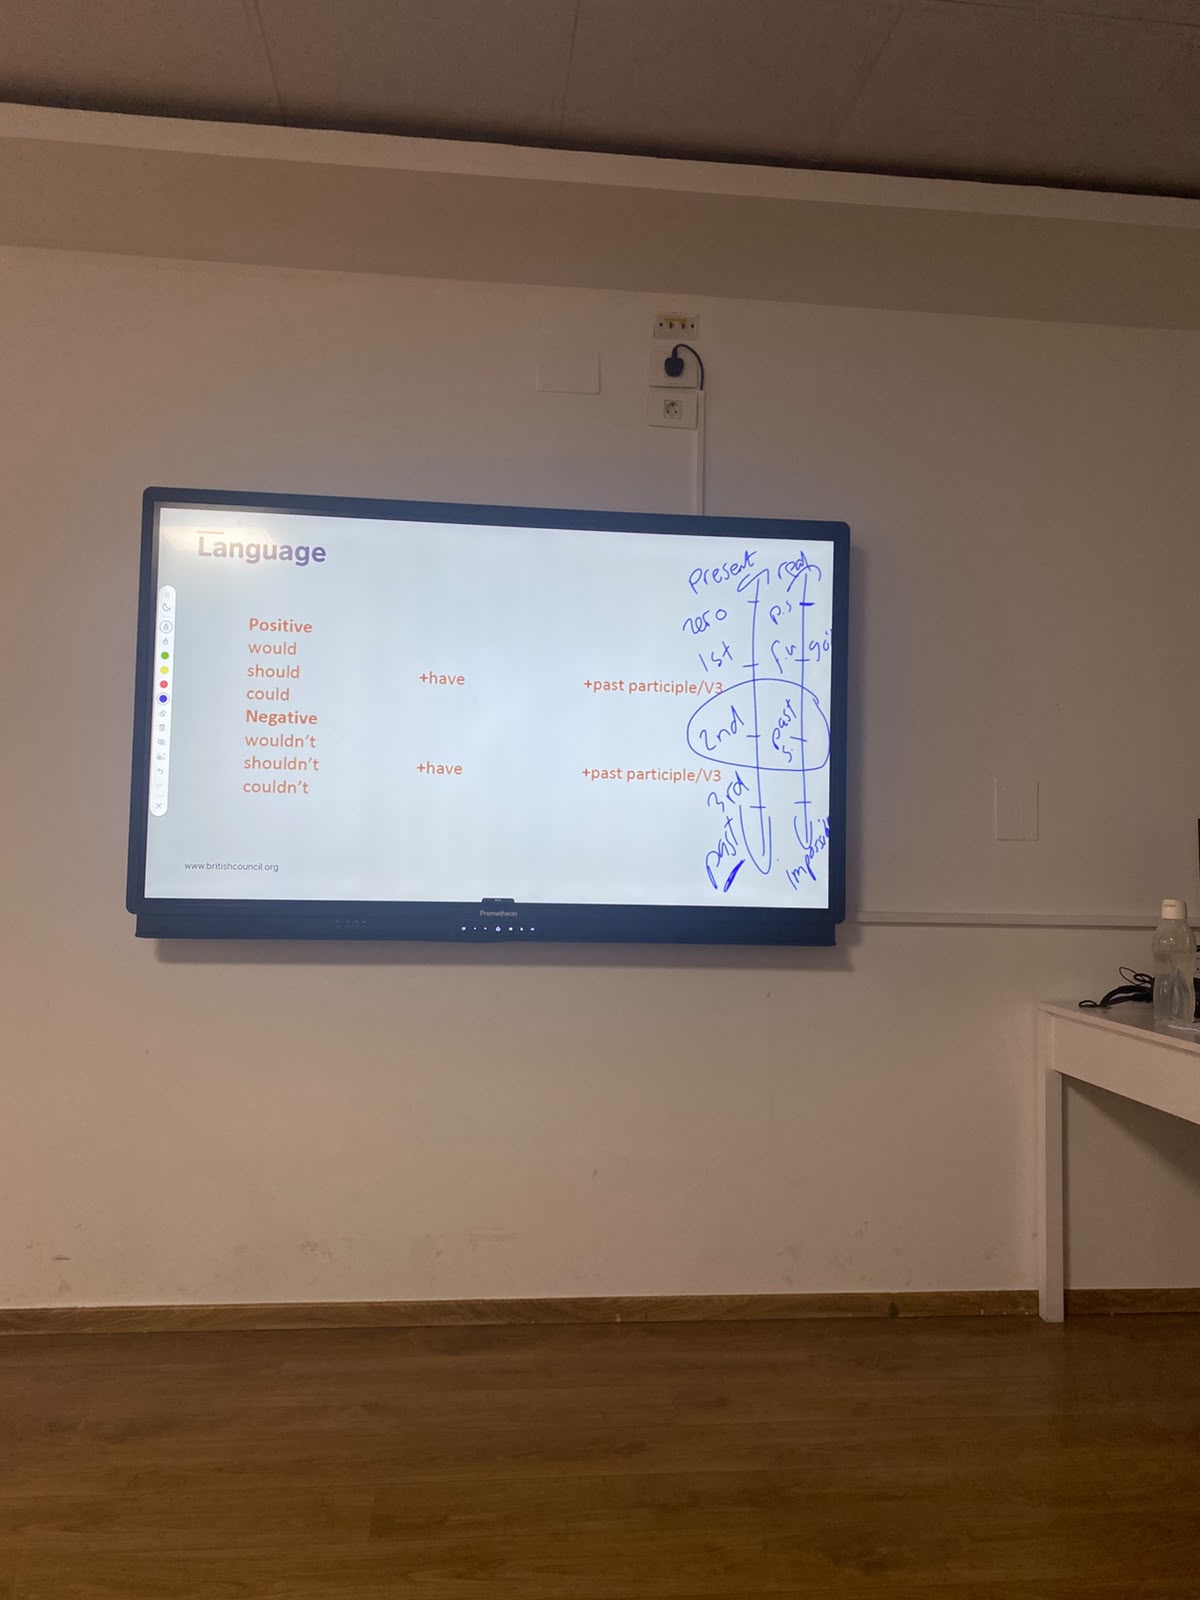 Language
Positive
would
should
could
+have
+past participle/V3
Negative
wouldn't
shouldn't
couldn't
+have
+past participle/V3
www.britishcouncil.org
present
real
zero
p.s
1st
2nd
past
s
3rd
past
Promethean